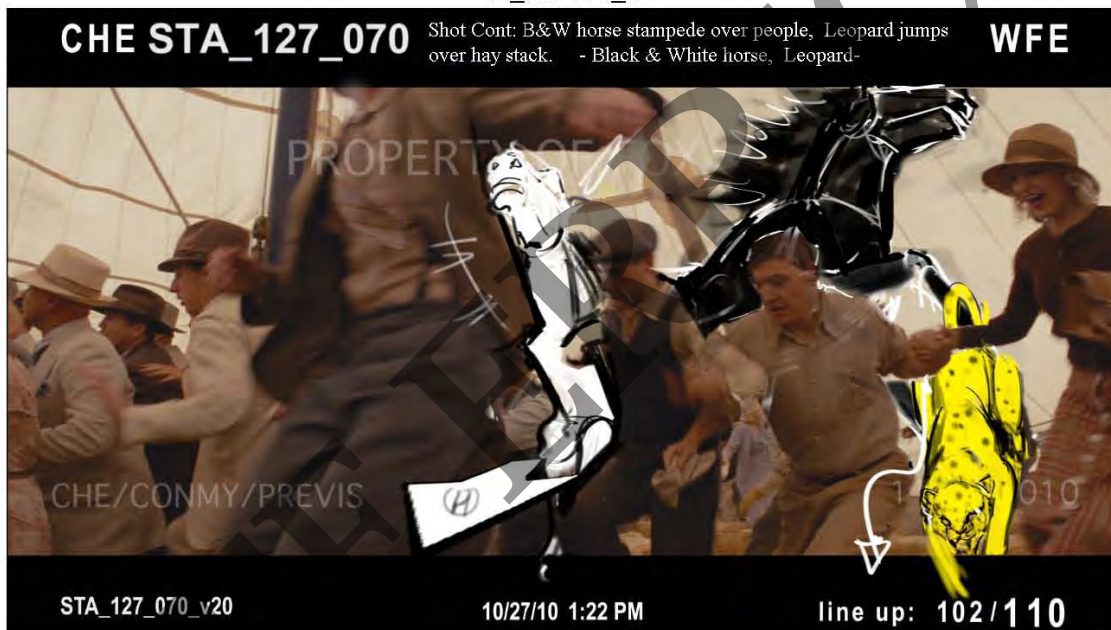 CHE STA_127_070
Shot Cont: B&W horse stampede over people, Leopard jumps
over hay stack. - Black & White horse, Leopard-
WFE
PROPERTY OF
CHE/CONMY/PREVIS
H
STA_127_070_v20
10/27/10 1:22 PM
line up: 102/110